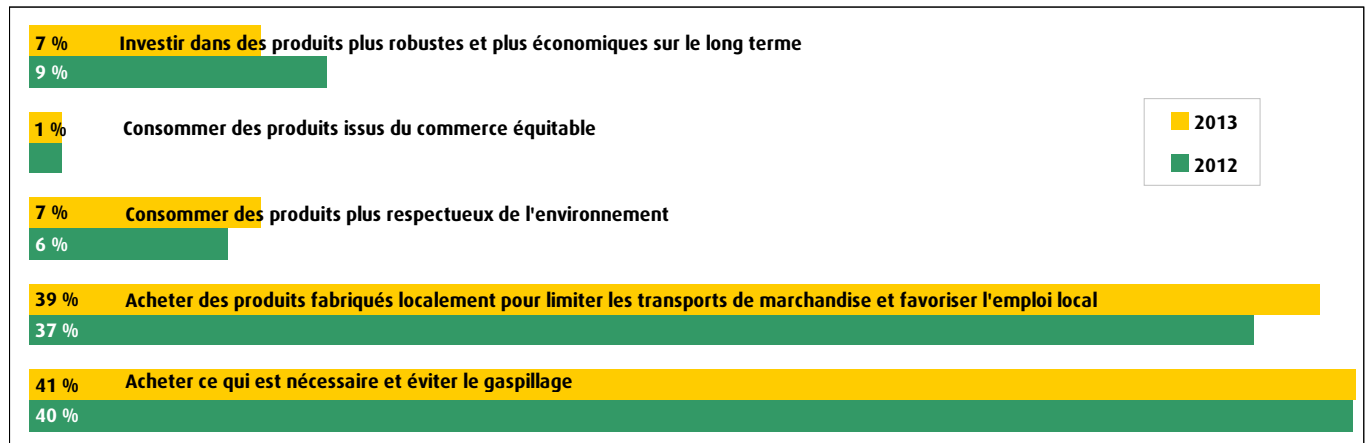 7 % Investir dans des produits plus robustes et plus économiques sur le long terme
9 %
1 % Consommer des produits issus du commerce équitable
2013
2012
7 % Consommer des produits plus respectueux de l'environnement
6 %
39 % Acheter des produits fabriqués localement pour limiter les transports de marchandise et favoriser l'emploi local
37 %
41 % Acheter ce qui est nécessaire et éviter le gaspillage
40 %